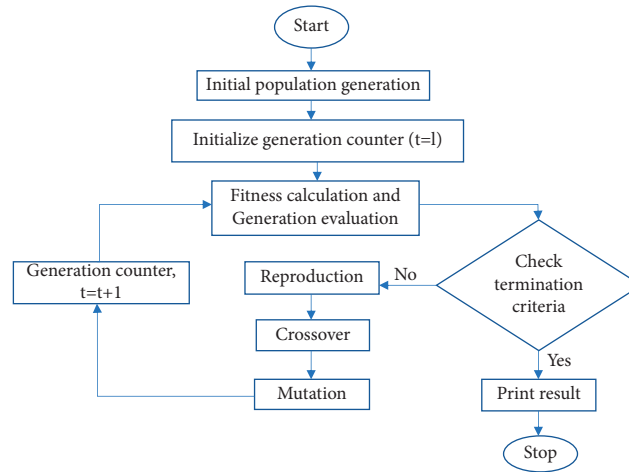 Start
Initial population generation
Initialize generation counter (t=l)
Fitness calculation and
Generation evaluation
Check
termination
criteria
No
Yes
Reproduction
Crossover
Mutation
Generation counter,
t=t+1
Print result
Stop